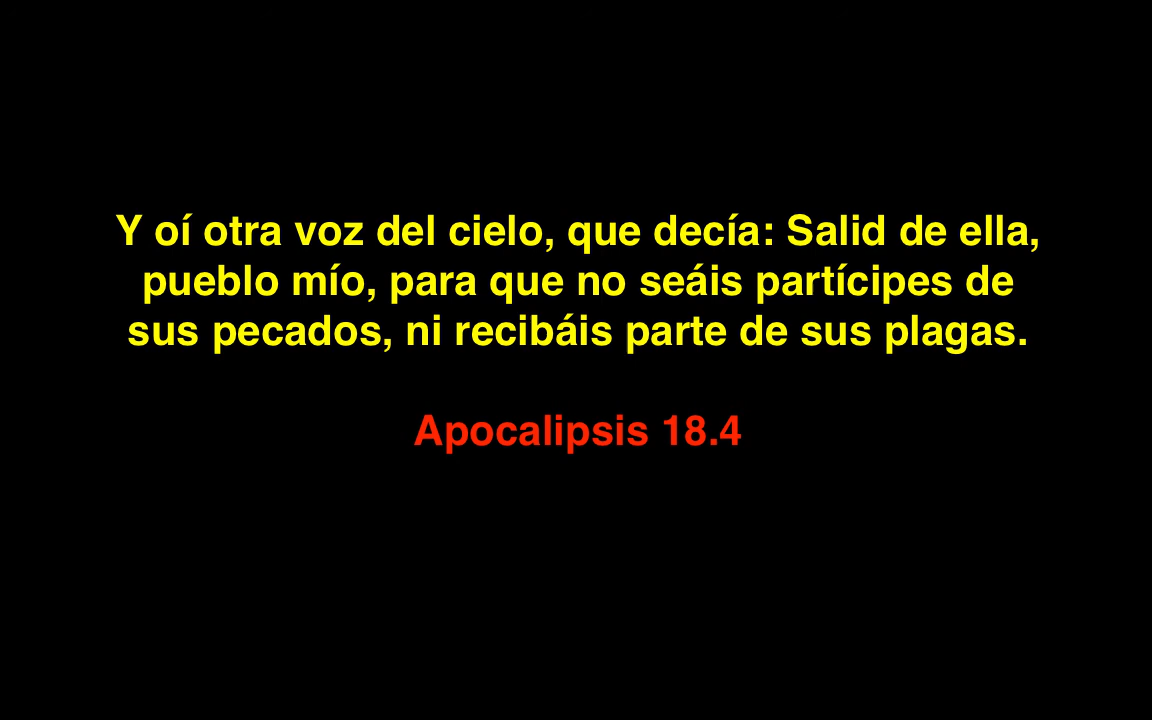 Y oí otra voz del cielo, que decía: Salid de ella,
pueblo mío, para que no seáis partícipes de
sus pecados, ni recibáis parte de sus plagas.
Apocalipsis 18.4